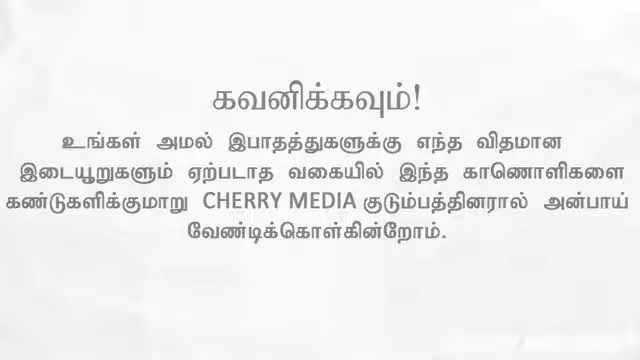 கவனிக்கவும்!
உங்கள் அமல் இபாதத்துகளுக்கு எந்த விதமான
இடையூறுகளும் ஏற்படாத வகையில் இந்த காணொளிகளை
கண்டுகளிக்குமாறு CHERRY MEDIA குடும்பத்தினரால் அன்பாய்
வேண்டிக்கொள்கின்றோம்.